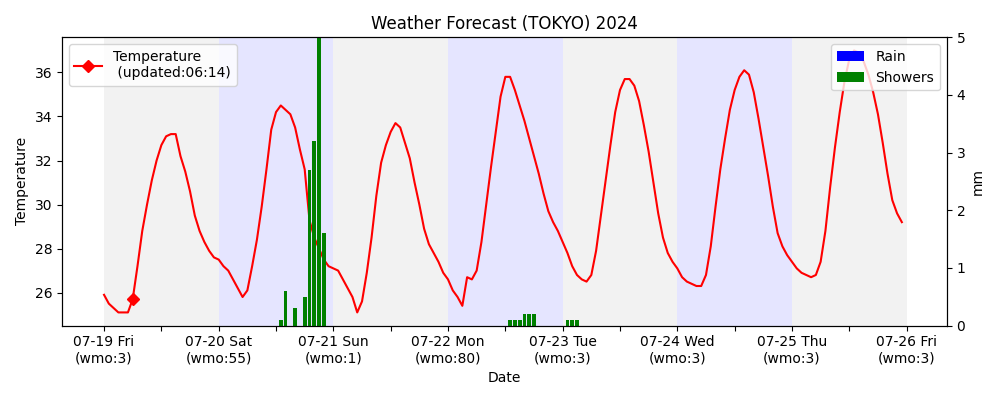 Weather Forecast (TOKYO) 2024
Temperature
(updated:06:14)
Rain
Showers
Temperature
36
34
32
30
28
26
5
4
3
2
1
0
mm
07-19 Fri
(wmo:3)
07-20 Sat
(wmo:55)
07-21 Sun
(wmo:1)
07-22 Mon
(wmo:80)
07-23 Tue
(wmo:3)
07-24 Wed
(wmo:3)
07-25 Thu
(wmo:3)
07-26 Fri
(wmo:3)
Date